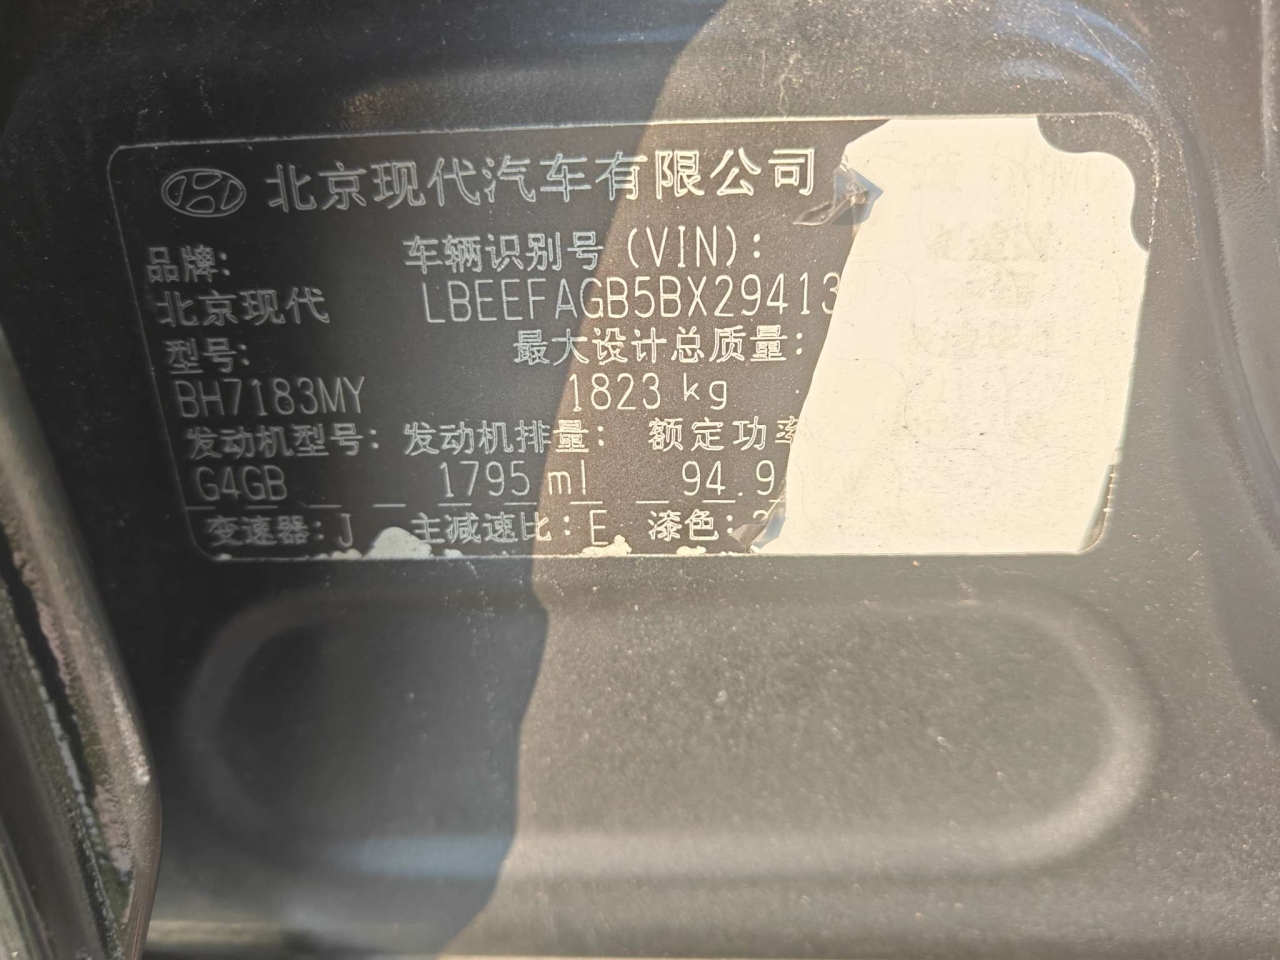 北京现代汽车有限公司
品牌: 车辆识别号 (VIN):
北京现代 LBEEFAGB5BX29413
型号: 最大设计总质量:
BH7183MY 1823 kg
发动机型号: 发动机排量: 额定功率
G4GB 1795 ml 94.9
变速器: J 主减速比: E 漆色: